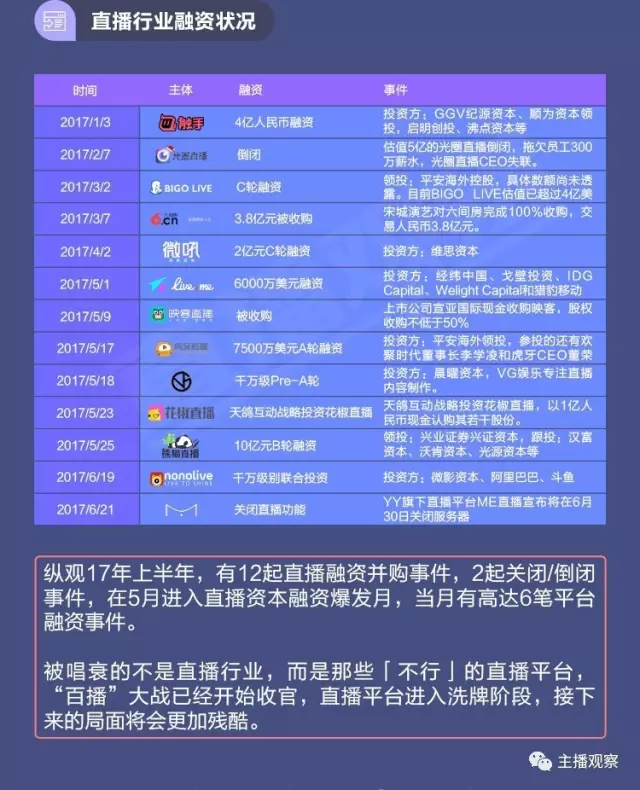 直播行业融资状况
时间 主体 融资 事件
2017/1/3 触手 4亿人民币融资 投资方：GGV纪源资本、顺为资本领
投，启明创投、沸点资本等
2017/2/7 光圈直播 倒闭 估值5亿的光圈直播倒闭，拖欠员工300
万薪水，光圈直播CEO失联。
2017/3/2 BIGO LIVE C轮融资 领投：平安海外控股，具体数额尚未透
露。目前BIGO LIVE估值已超过4亿美
2017/3/7 6.cn 3.8亿元被收购 宋城演艺对六间房完成100%收购，交
易人民币3.8亿元。
2017/4/2 微吼 2亿元C轮融资 投资方：维思资本
2017/5/1 live me 6000万美元融资 投资方：经纬中国、戈壁投资、IDG
Capital、Welight Capital和猎豹移动
2017/5/9 映客直播 被收购 上市公司宣亚国际现金收购映客，股权
收购不低于50%
2017/5/17 虎牙直播 7500万美元A轮融资 投资方：平安海外领投，参投的还有欢
聚时代董事长李学凌和虎牙CEO董荣
2017/5/18 千万级Pre-A轮 投资方：晨曜资本，VG娱乐专注直播
内容制作。
2017/5/23 花椒直播 天鸽互动战略投资花椒直播 天鸽互动战略投资花椒直播，以1亿人
民币现金认购其若干股份。
2017/5/25 熊猫直播 10亿元B轮融资 领投：兴业证券兴证资本，跟投：汉富
资本、沃肯资本、光源资本等
2017/6/19 nonolive LIVE TO SHINE 千万级别联合投资 投资方：微影资本、阿里巴巴、斗鱼
2017/6/21 关闭直播功能 YY旗下直播平台ME直播宣布将在6月
30日关闭服务器
纵观17年上半年，有12起直播融资并购事件，2起关闭/倒闭
事件，在5月进入直播资本融资爆发月，当月有高达6笔平台
融资事件。
被唱衰的不是直播行业，而是那些「不行」的直播平台，
“百播”大战已经开始收官，直播平台进入洗牌阶段，接下
来的局面将会更加残酷。
主播观察